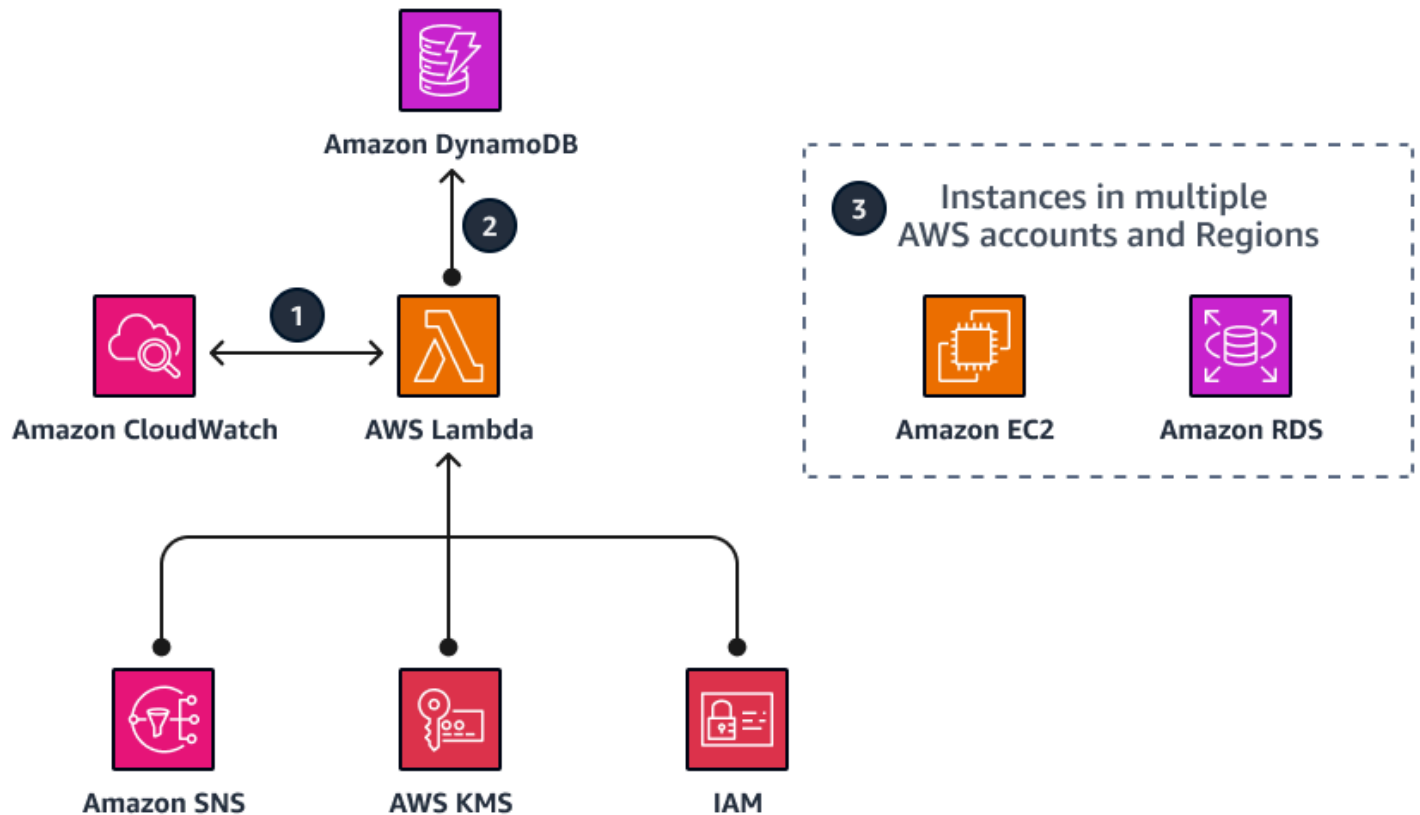 Amazon DynamoDB
2
3
Instances in multiple
AWS accounts and Regions
1
Amazon CloudWatch
AWS Lambda
Amazon EC2
Amazon RDS
Amazon SNS
AWS KMS
IAM